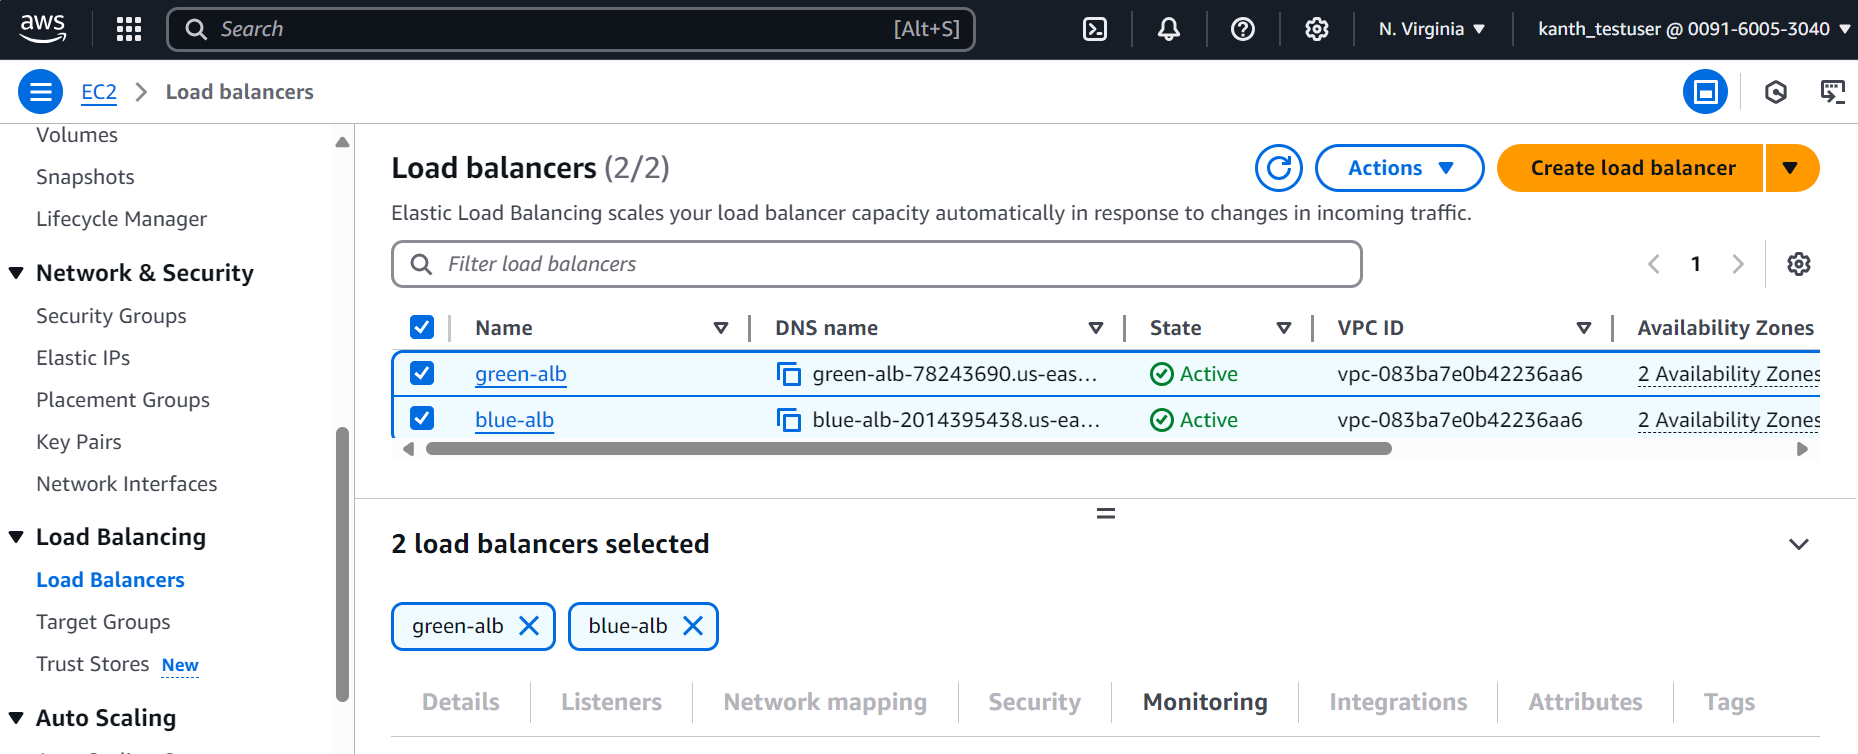 aws
Search [Alt+S]
N. Virginia
kanth_testuser @ 0091-6005-3040
EC2 Load balancers
Volumes
Snapshots
Lifecycle Manager
Network & Security
Security Groups
Elastic IPs
Placement Groups
Key Pairs
Network Interfaces
Load Balancing
Load Balancers
Target Groups
Trust Stores New
Auto Scaling
Load balancers (2/2)
Actions
Create load balancer
Elastic Load Balancing scales your load balancer capacity automatically in response to changes in incoming traffic.
Filter load balancers
1
Name DNS name State VPC ID Availability Zones
green-alb green-alb-78243690.us-eas... Active vpc-083ba7e0b42236aa6 2 Availability Zones
blue-alb blue-alb-2014395438.us-ea... Active vpc-083ba7e0b42236aa6 2 Availability Zones
2 load balancers selected
green-alb blue-alb
Details Listeners Network mapping Security Monitoring Integrations Attributes Tags